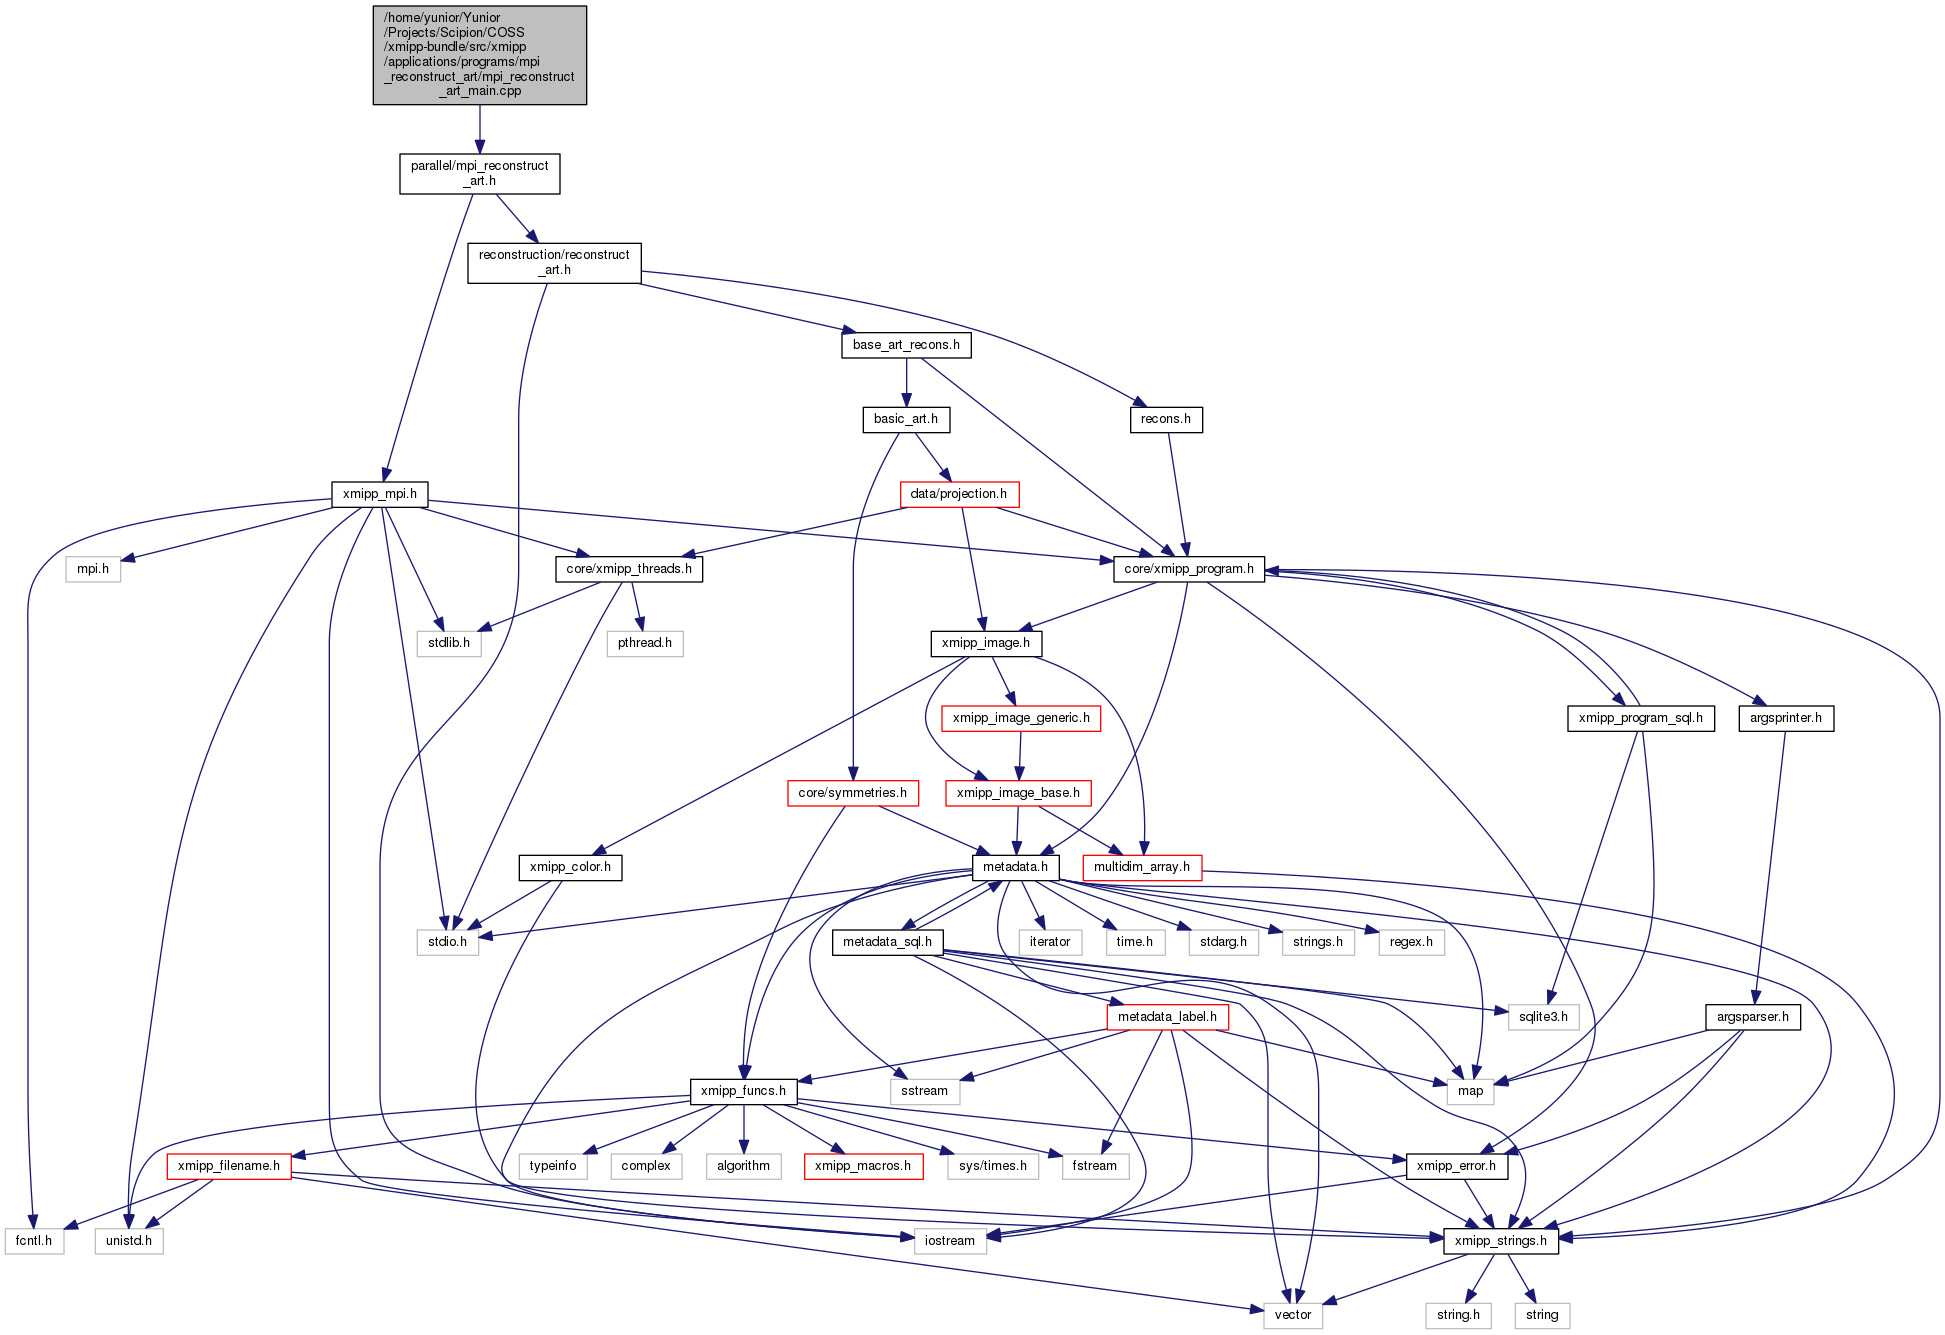 /home/yunior/Yunior
/Projects/Scipion/COSS
/xmipp-bundle/src/xmipp
/applications/programs/mpi
_reconstruct_art/mpi_reconstruct
_art_main.cpp
parallel/mpi_reconstruct
_art.h
reconstruction/reconstruct
_art.h
base_art_recons.h
basic_art.h
recons.h
xmipp_mpi.h
data/projection.h
mpi.h
core/xmipp_threads.h
core/xmipp_program.h
stdlib.h
pthread.h
xmipp_image.h
xmipp_image_generic.h
xmipp_program_sql.h
argsprinter.h
core/symmetries.h
xmipp_image_base.h
xmipp_color.h
metadata.h
multidim_array.h
stdio.h
metadata_sql.h
iterator
time.h
stdarg.h
strings.h
regex.h
metadata_label.h
sqlite3.h
argsparser.h
xmipp_funcs.h
sstream
map
xmipp_filename.h
typeinfo
complex
algorithm
xmipp_macros.h
sys/times.h
fstream
xmipp_error.h
fcntl.h
unistd.h
iostream
xmipp_strings.h
vector
string.h
string